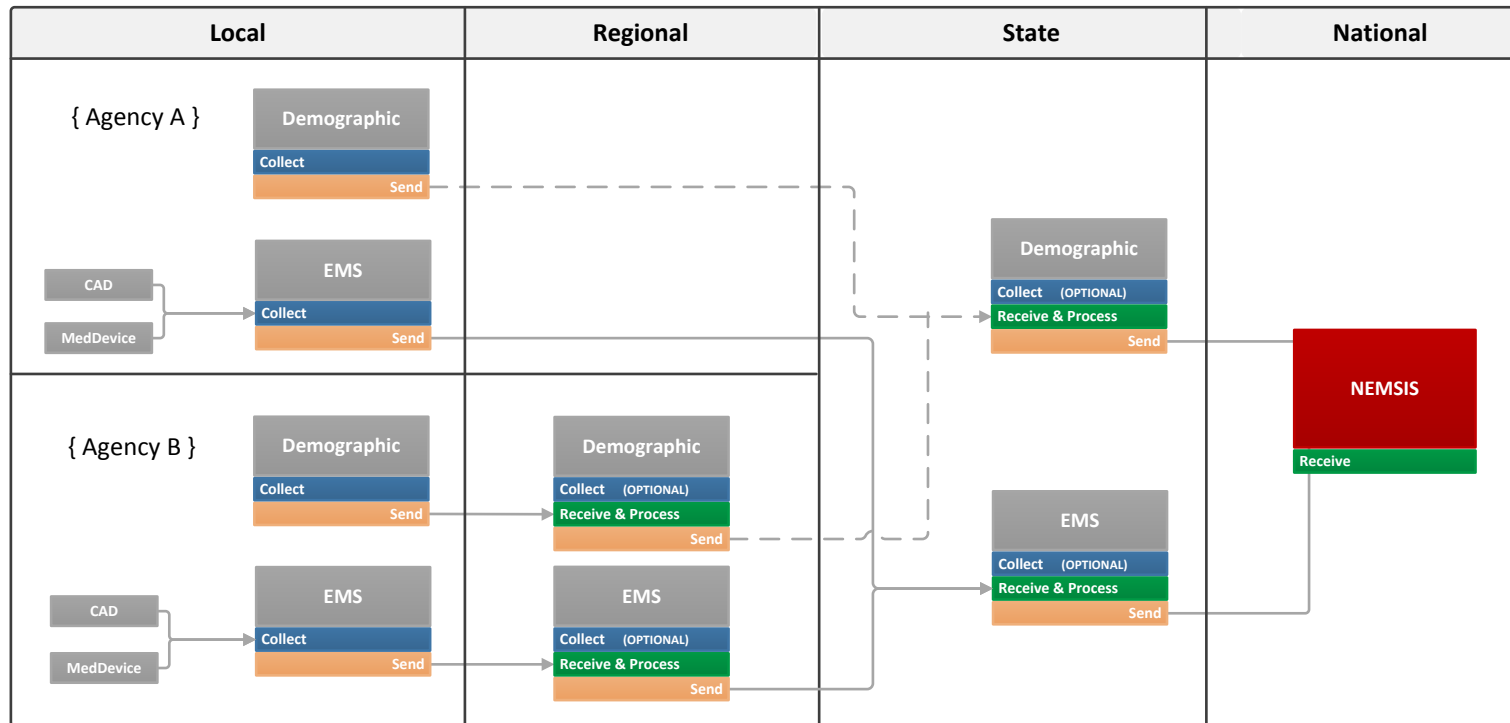 Local
Regional
State
National
{ Agency A }
Demographic
Collect
Send
CAD
MedDevice
EMS
Collect
Send
{ Agency B }
Demographic
Collect
Send
CAD
MedDevice
EMS
Collect
Send
Demographic
Collect (OPTIONAL)
Receive & Process
Send
EMS
Collect (OPTIONAL)
Receive & Process
Send
Demographic
Collect (OPTIONAL)
Receive & Process
Send
EMS
Collect (OPTIONAL)
Receive & Process
Send
NEMSIS
Receive